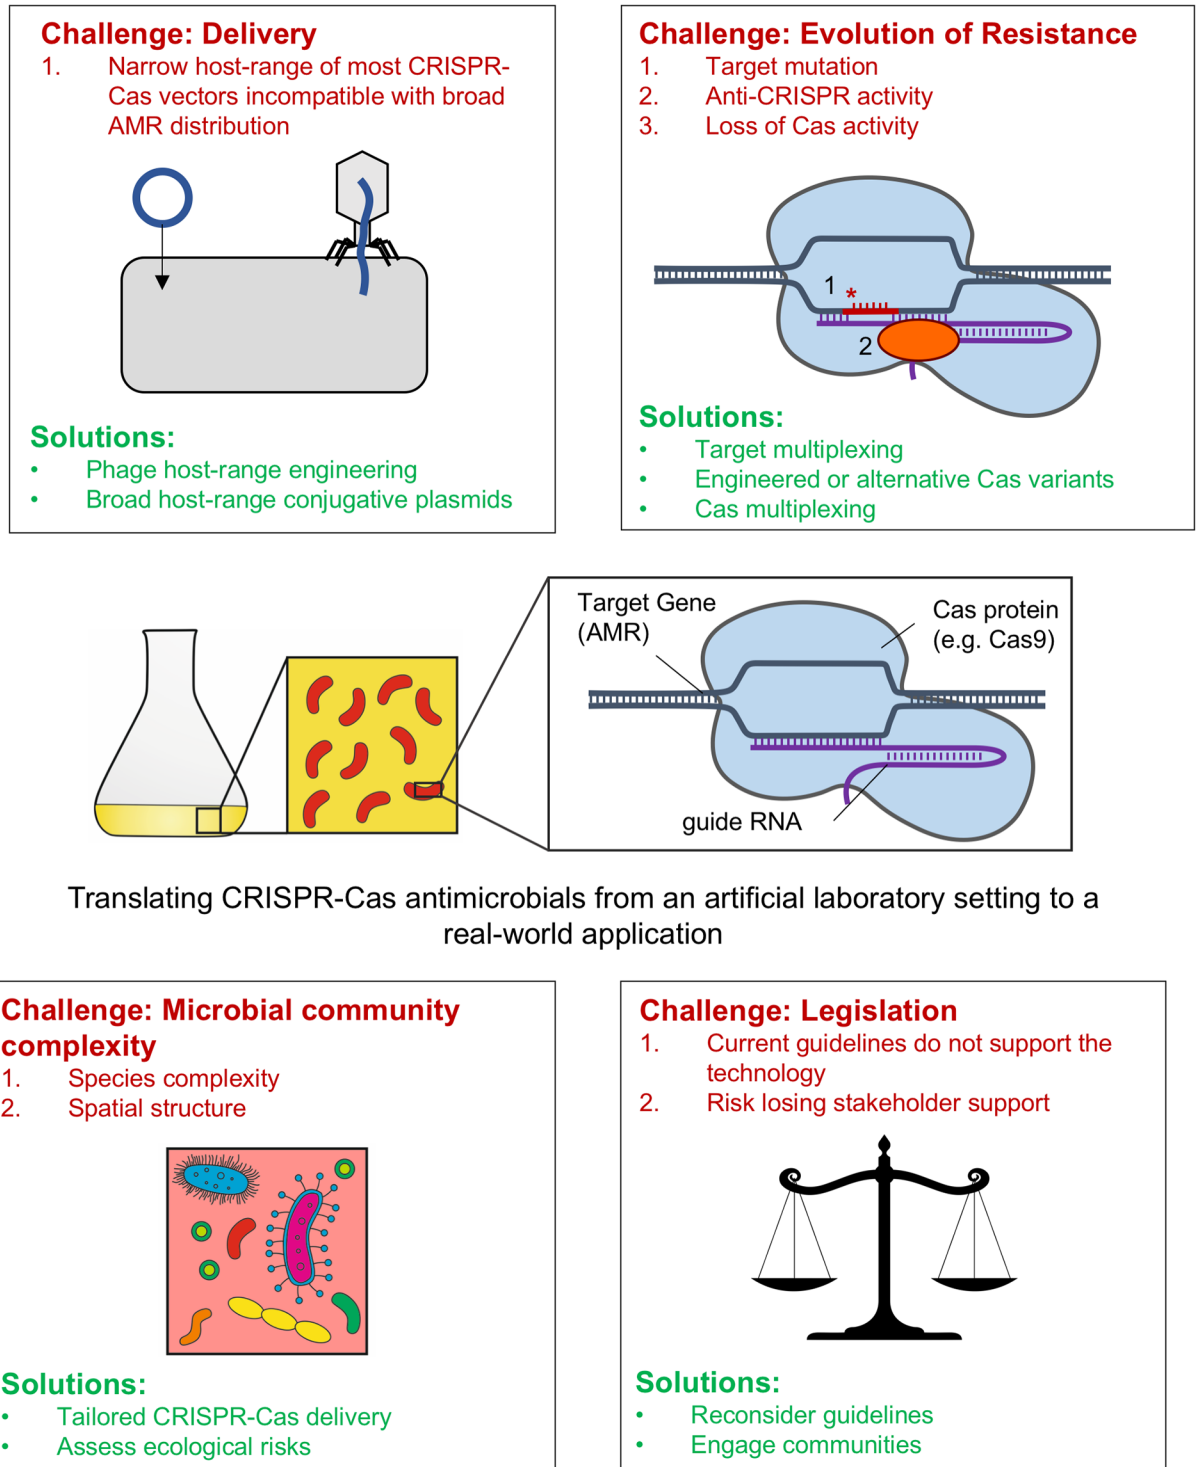 Challenge: Delivery
1. Narrow host-range of most CRISPR-
Cas vectors incompatible with broad
AMR distribution
Solutions:
• Phage host-range engineering
• Broad host-range conjugative plasmids
Challenge: Evolution of Resistance
1. Target mutation
2. Anti-CRISPR activity
3. Loss of Cas activity
1 *
2
Solutions:
• Target multiplexing
• Engineered or alternative Cas variants
• Cas multiplexing
Target Gene
(AMR)
Cas protein
(e.g. Cas9)
guide RNA
Translating CRISPR-Cas antimicrobials from an artificial laboratory setting to a
real-world application
Challenge: Microbial community
complexity
1. Species complexity
2. Spatial structure
Solutions:
• Tailored CRISPR-Cas delivery
• Assess ecological risks
Challenge: Legislation
1. Current guidelines do not support the
technology
2. Risk losing stakeholder support
Solutions:
• Reconsider guidelines
• Engage communities